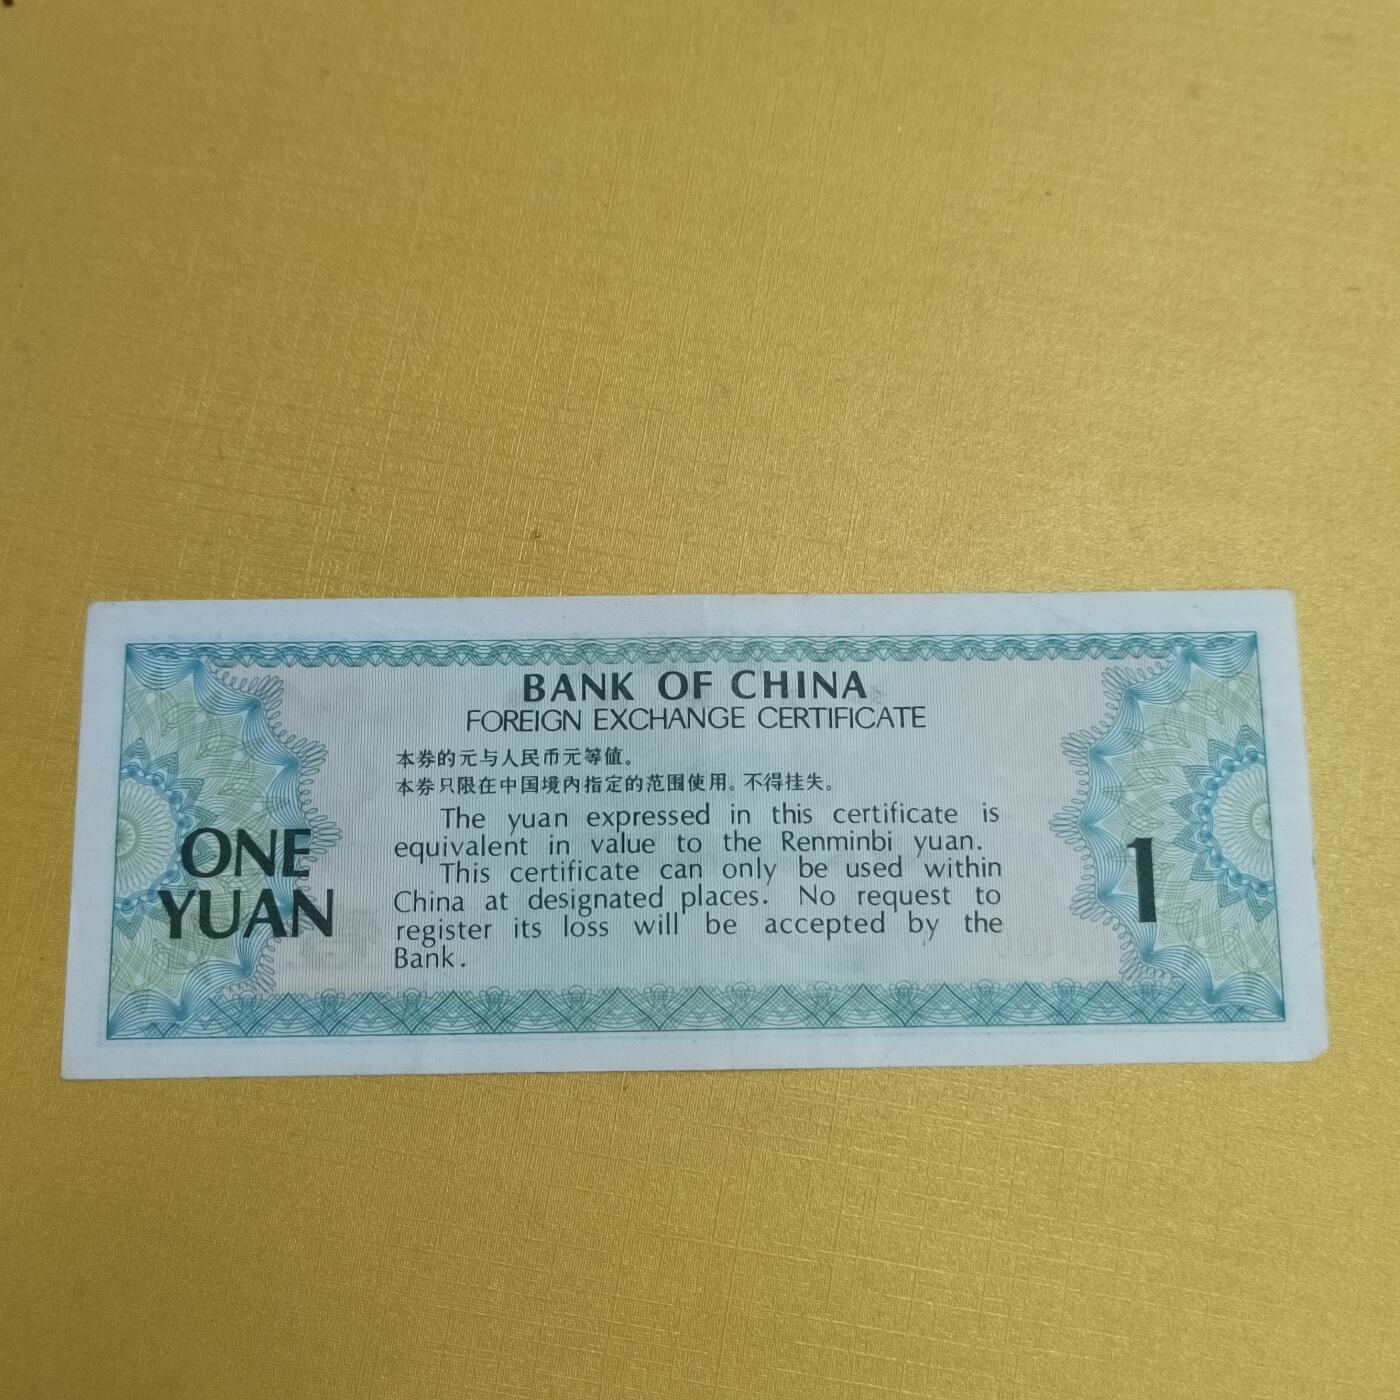 BANK OF CHINA
FOREIGN EXCHANGE CERTIFICATE
本券的元与人民币元等值。
本券只限在中国境内指定的范围使用。不得挂失。
The yuan expressed in this certificate is
equivalent in value to the Renminbi yuan.
This certificate can only be used within
China at designated places. No request to
register its loss will be accepted by the
Bank.
ONE
YUAN
1